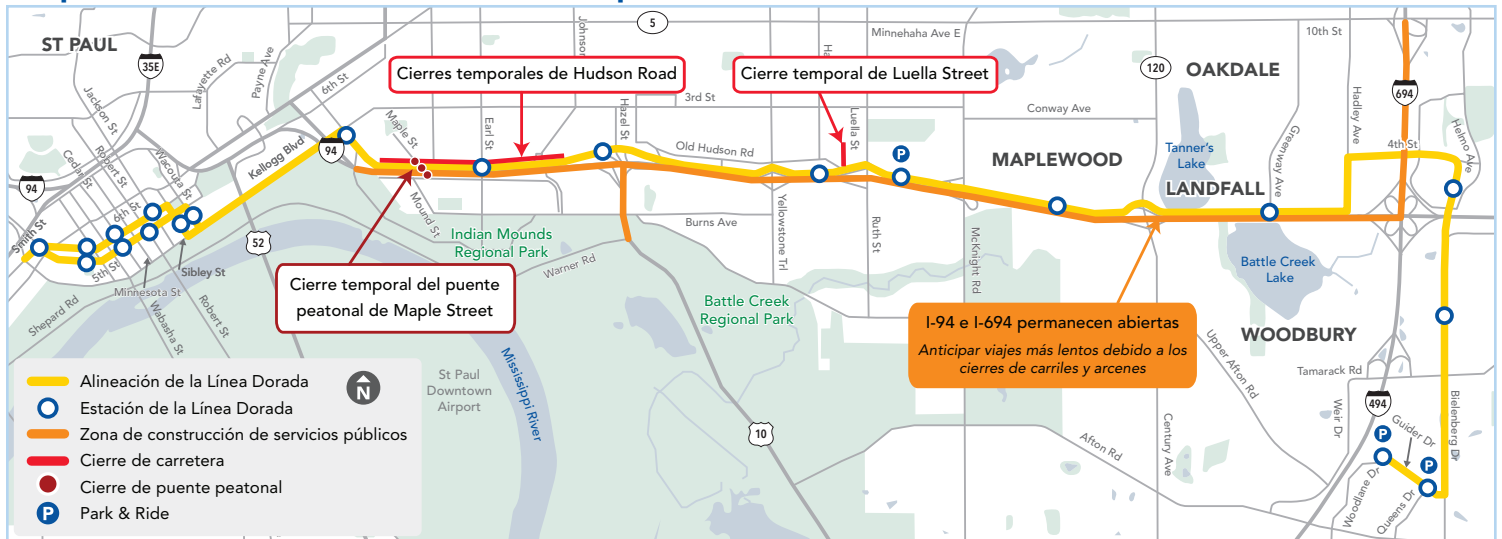 ST PAUL
35E
Lafayette Rd
Payne Ave
6th St
Johnson
5
Minnehaha Ave E
10th St
120
OAKDALE
694
Cierres temporales de Hudson Road
Cierre temporal de Luella Street
3rd St
Conway Ave
Hadley Ave
Helmo Ave
4th St
Greenway Ave
Jackson St
Robert St
Wacouta St
Cedar St
6th St
5th St
Smith St
94
Kellogg Blvd
94
Maple St
Earl St
Hazel St
Old Hudson Rd
Luella St
P
MAPLEWOOD
Tanner's
Lake
LANDFALL
Mound St
Burns Ave
Yellowstone Trl
Ruth St
McKnight Rd
Indian Mounds
Regional Park
52
Sibley St
Minnesota St
Wabasha St
Robert St
Shepard Rd
Warner Rd
Cierre temporal del puente
peatonal de Maple Street
Battle Creek
Regional Park
Battle Creek
Lake
I-94 e I-694 permanecen abiertas
Anticipar viajes más lentos debido a los
cierres de carriles y arcenes
WOODBURY
Upper Afton Rd
Tamarack Rd
Weir Dr
494
Guider Dr
Bielenberg Dr
P
P
Woodlane Dr
Queens Dr
Century Ave
Afton Rd
10
Mississippi River
St Paul
Downtown
Airport
N
Alineación de la Línea Dorada
Estación de la Línea Dorada
Zona de construcción de servicios públicos
Cierre de carretera
Cierre de puente peatonal
P
Park & Ride